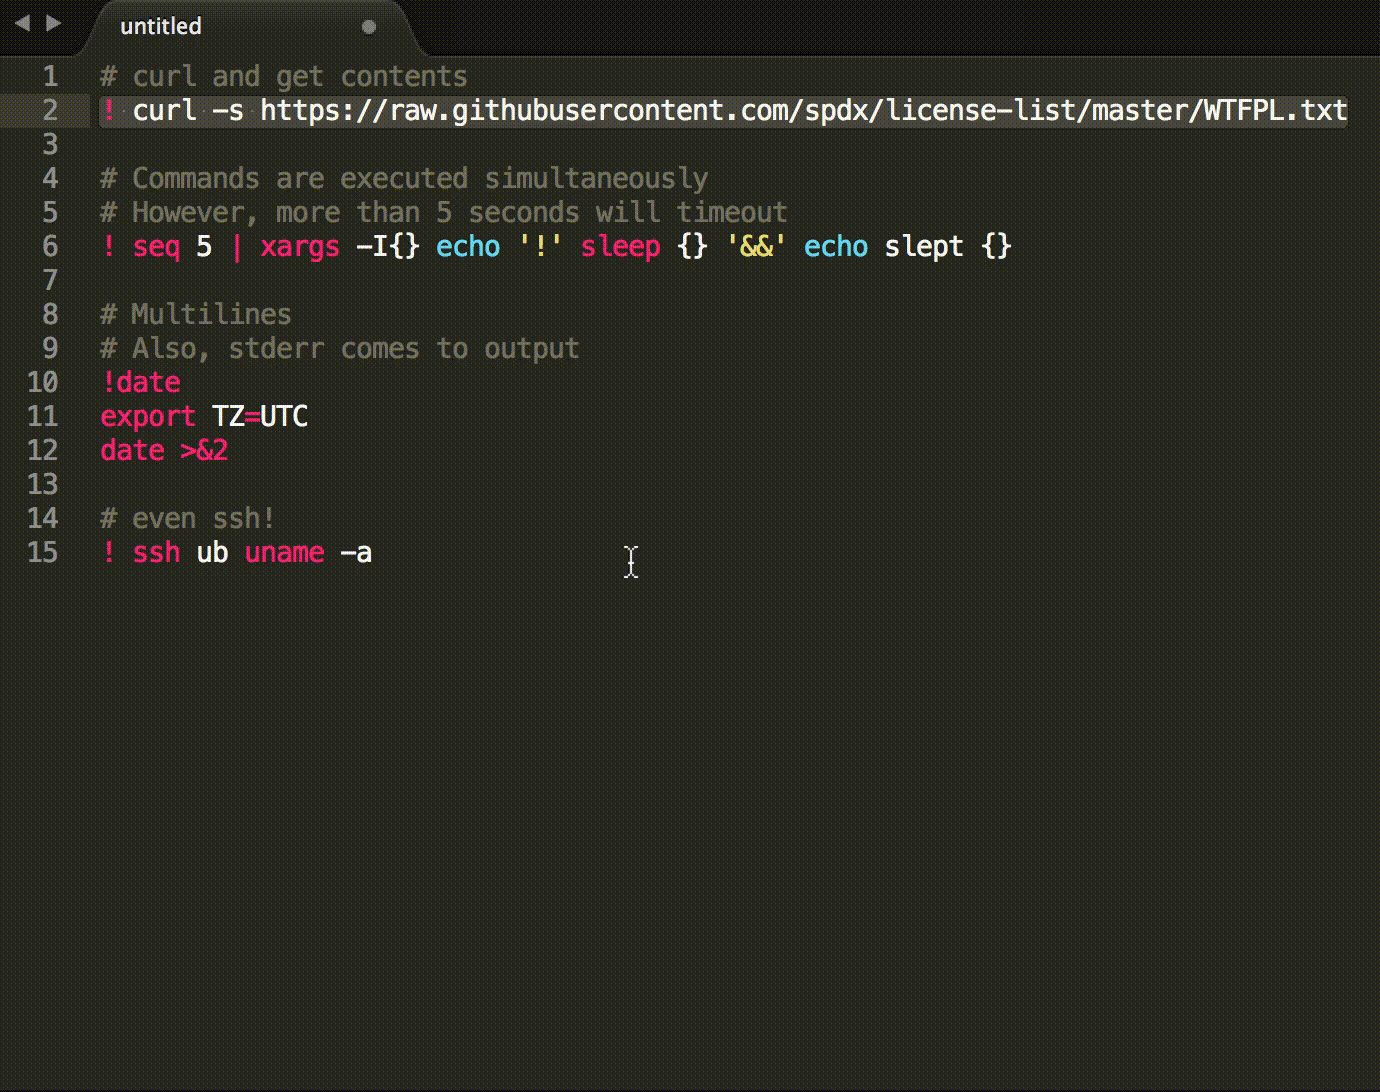 untitled
1 # curl and get contents
2 ! curl -s https://raw.githubusercontent.com/spdx/license-list/master/WTFPL.txt
3
4 # Commands are executed simultaneously
5 # However, more than 5 seconds will timeout
6 ! seq 5 | xargs -I{} echo '!' sleep {} '&&' echo slept {}
7
8 # Multilines
9 # Also, stderr comes to output
10 !date
11 export TZ=UTC
12 date >&2
13
14 # even ssh!
15 ! ssh ub uname -a